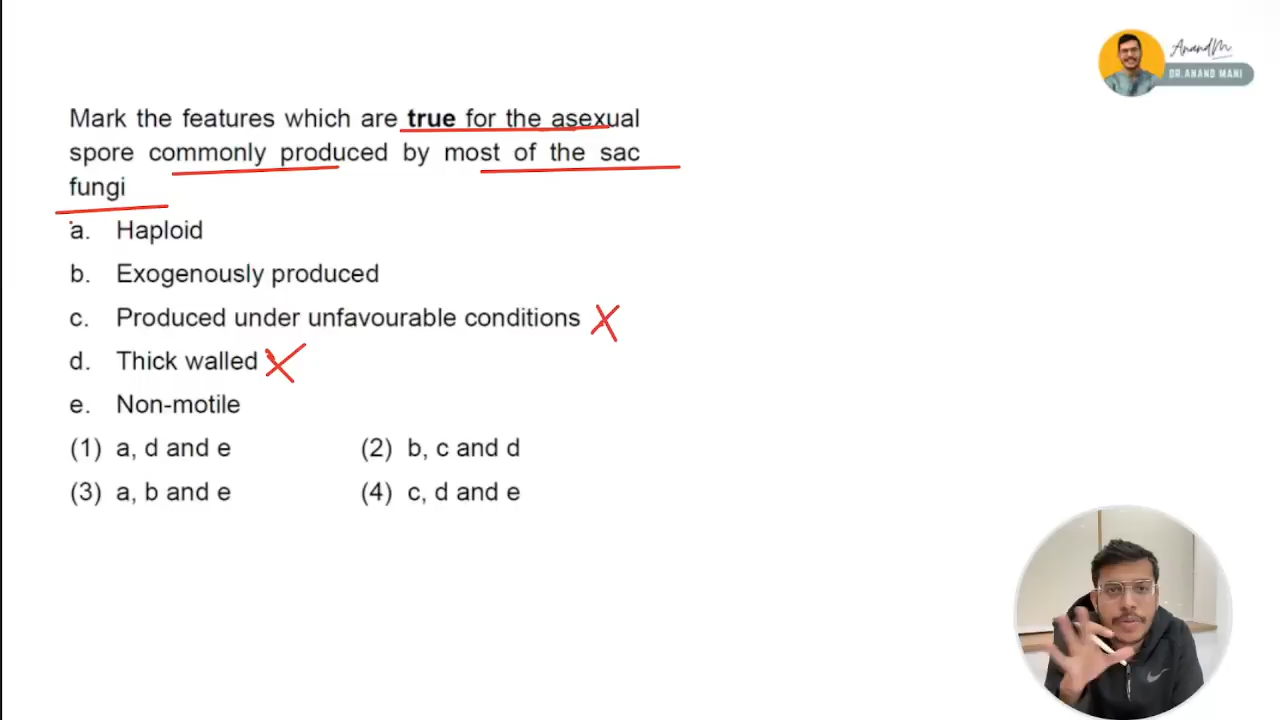 AnandM
DR.ANAND MANI
Mark the features which are true for the asexual
spore commonly produced by most of the sac
fungi
a. Haploid
b. Exogenously produced
c. Produced under unfavourable conditions
d. Thick walled
e. Non-motile
(1) a, d and e (2) b, c and d
(3) a, b and e (4) c, d and e